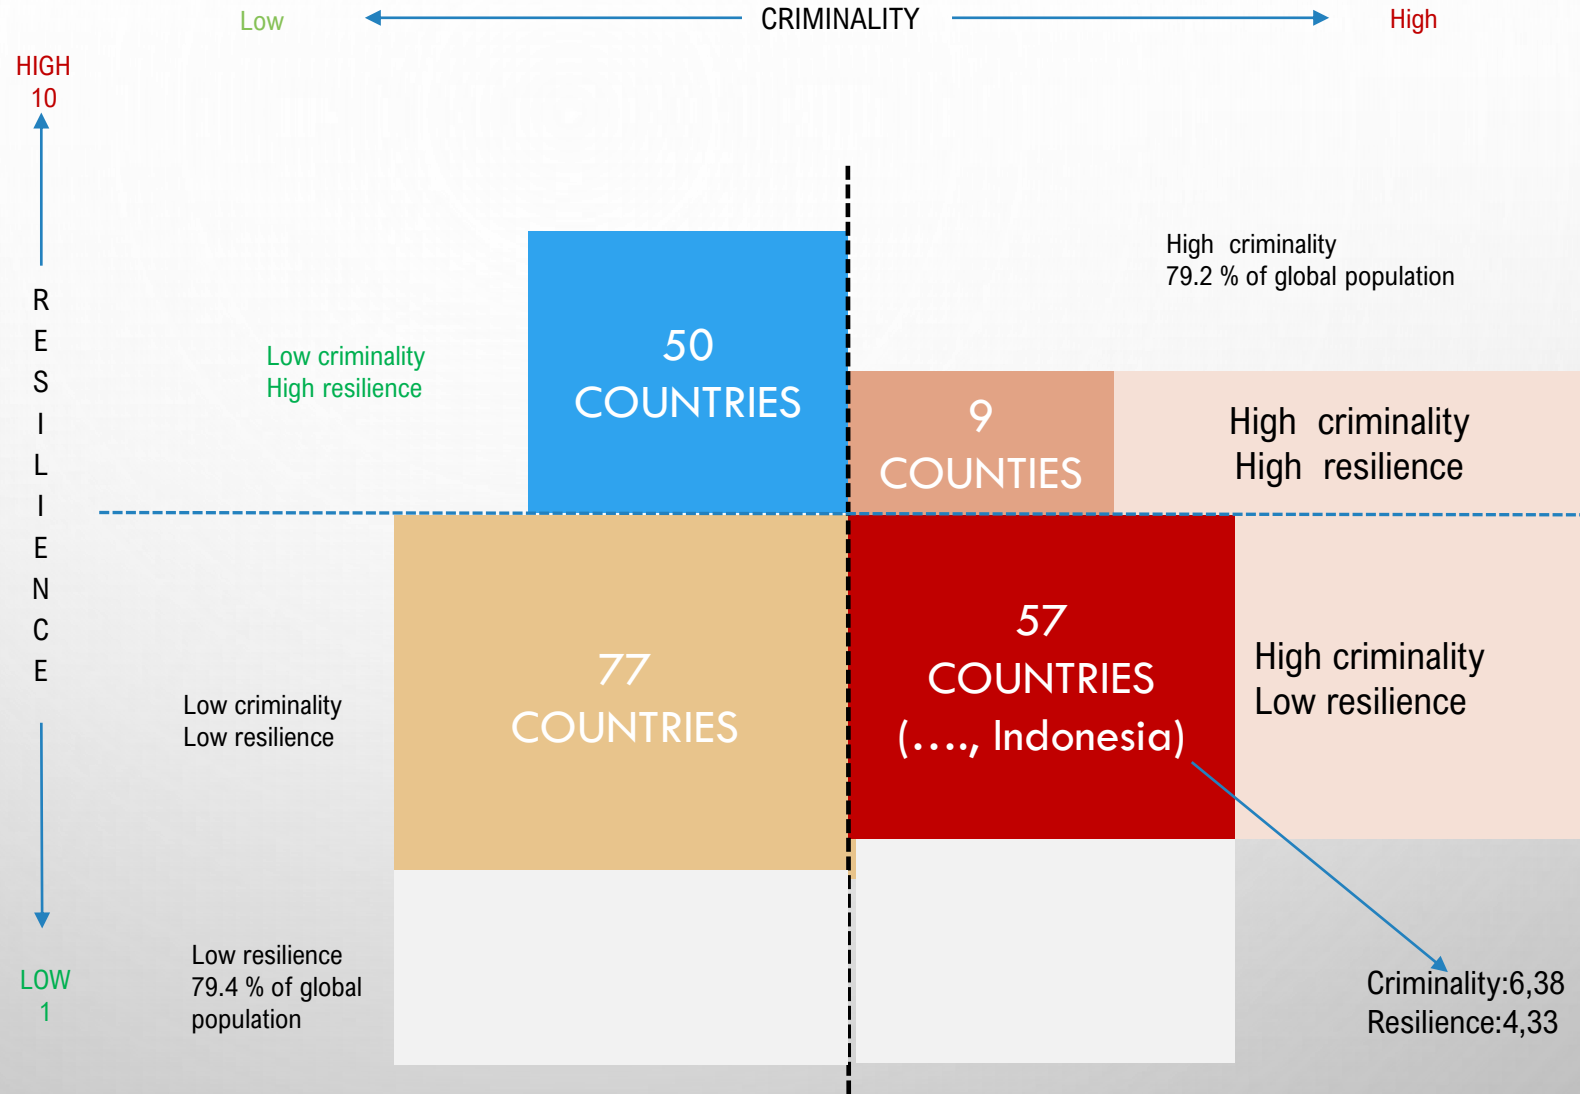 Low
CRIMINALITY
High
HIGH
10
R
E
S
I
L
I
E
N
C
E
LOW
1
Low criminality
High resilience
50
COUNTRIES
High criminality
79.2 % of global population
9
COUNTIES
High criminality
High resilience
Low criminality
Low resilience
77
COUNTRIES
57
COUNTRIES
(...., Indonesia)
High criminality
Low resilience
Low resilience
79.4 % of global
population
Criminality:6,38
Resilience:4,33